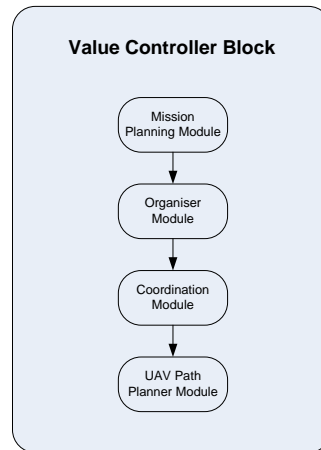 Value Controller Block
Mission
Planning Module
Organiser
Module
Coordination
Module
UAV Path
Planner Module